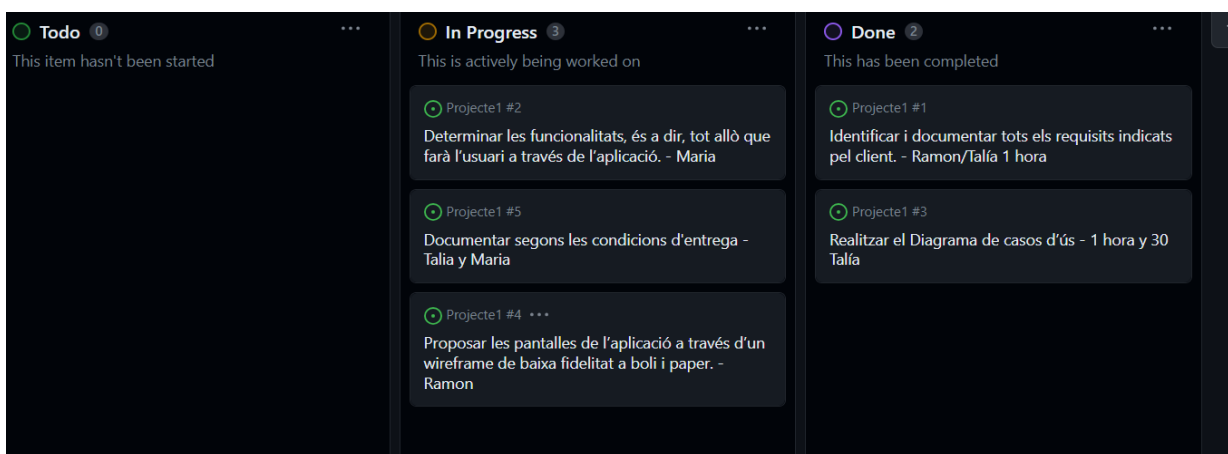 Todo 0
This item hasn't been started
In Progress 3
This is actively being worked on
Projecte1 #2
Determinar les funcionalitats, és a dir, tot allò que
farà l’usuari a través de l’aplicació. - Maria
Projecte1 #5
Documentar segons les condicions d'entrega -
Talia y Maria
Projecte1 #4
Proposar les pantalles de l’aplicació a través d’un
wireframe de baixa fidelitat a boli i paper. -
Ramon
Done 2
This has been completed
Projecte1 #1
Identificar i documentar tots els requisits indicats
pel client. - Ramon/Talía 1 hora
Projecte1 #3
Realitzar el Diagrama de casos d’ús - 1 hora y 30
Talía